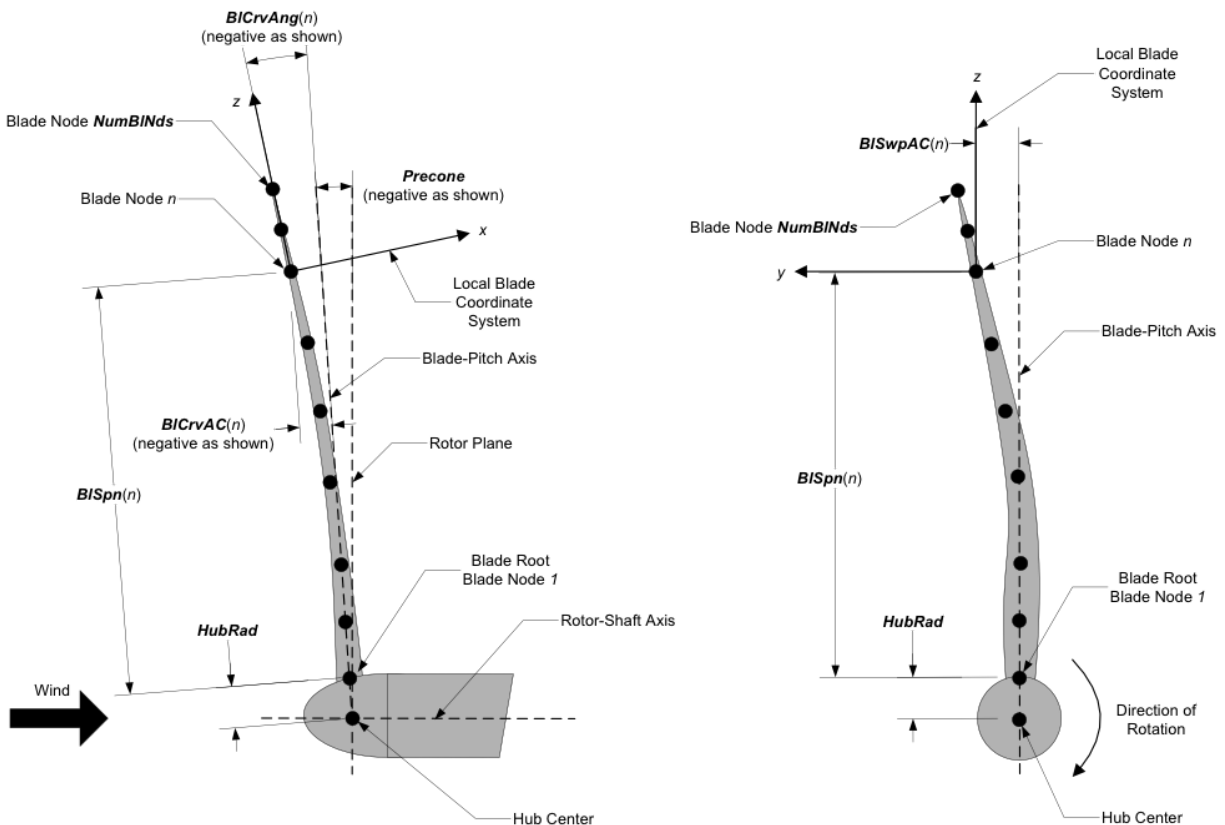 BlCrvAng(n)
(negative as shown)
z
Blade Node NumBlNds
Blade Node n
Precone
(negative as shown)
x
Local Blade
Coordinate
System
Blade-Pitch Axis
BlCrvAC(n)
(negative as shown)
Rotor Plane
BlSpn(n)
Blade Root
Blade Node 1
HubRad
Rotor-Shaft Axis
Wind
Hub Center
Local Blade
Coordinate
System
z
BlSwpAC(n)
Blade Node NumBlNds
Blade Node n
y
Blade-Pitch Axis
BlSpn(n)
Blade Root
Blade Node 1
HubRad
Direction of
Rotation
Hub Center